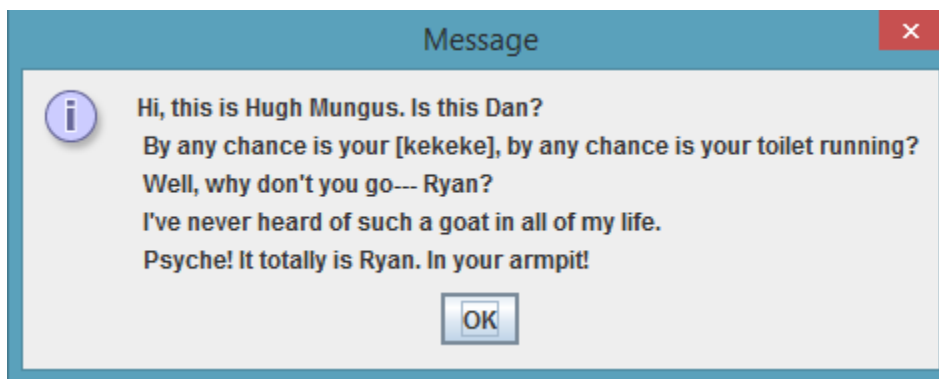 Message
Hi, this is Hugh Mungus. Is this Dan?
By any chance is your [kekeke], by any chance is your toilet running?
Well, why don't you go--- Ryan?
I've never heard of such a goat in all of my life.
Psyche! It totally is Ryan. In your armpit!
OK